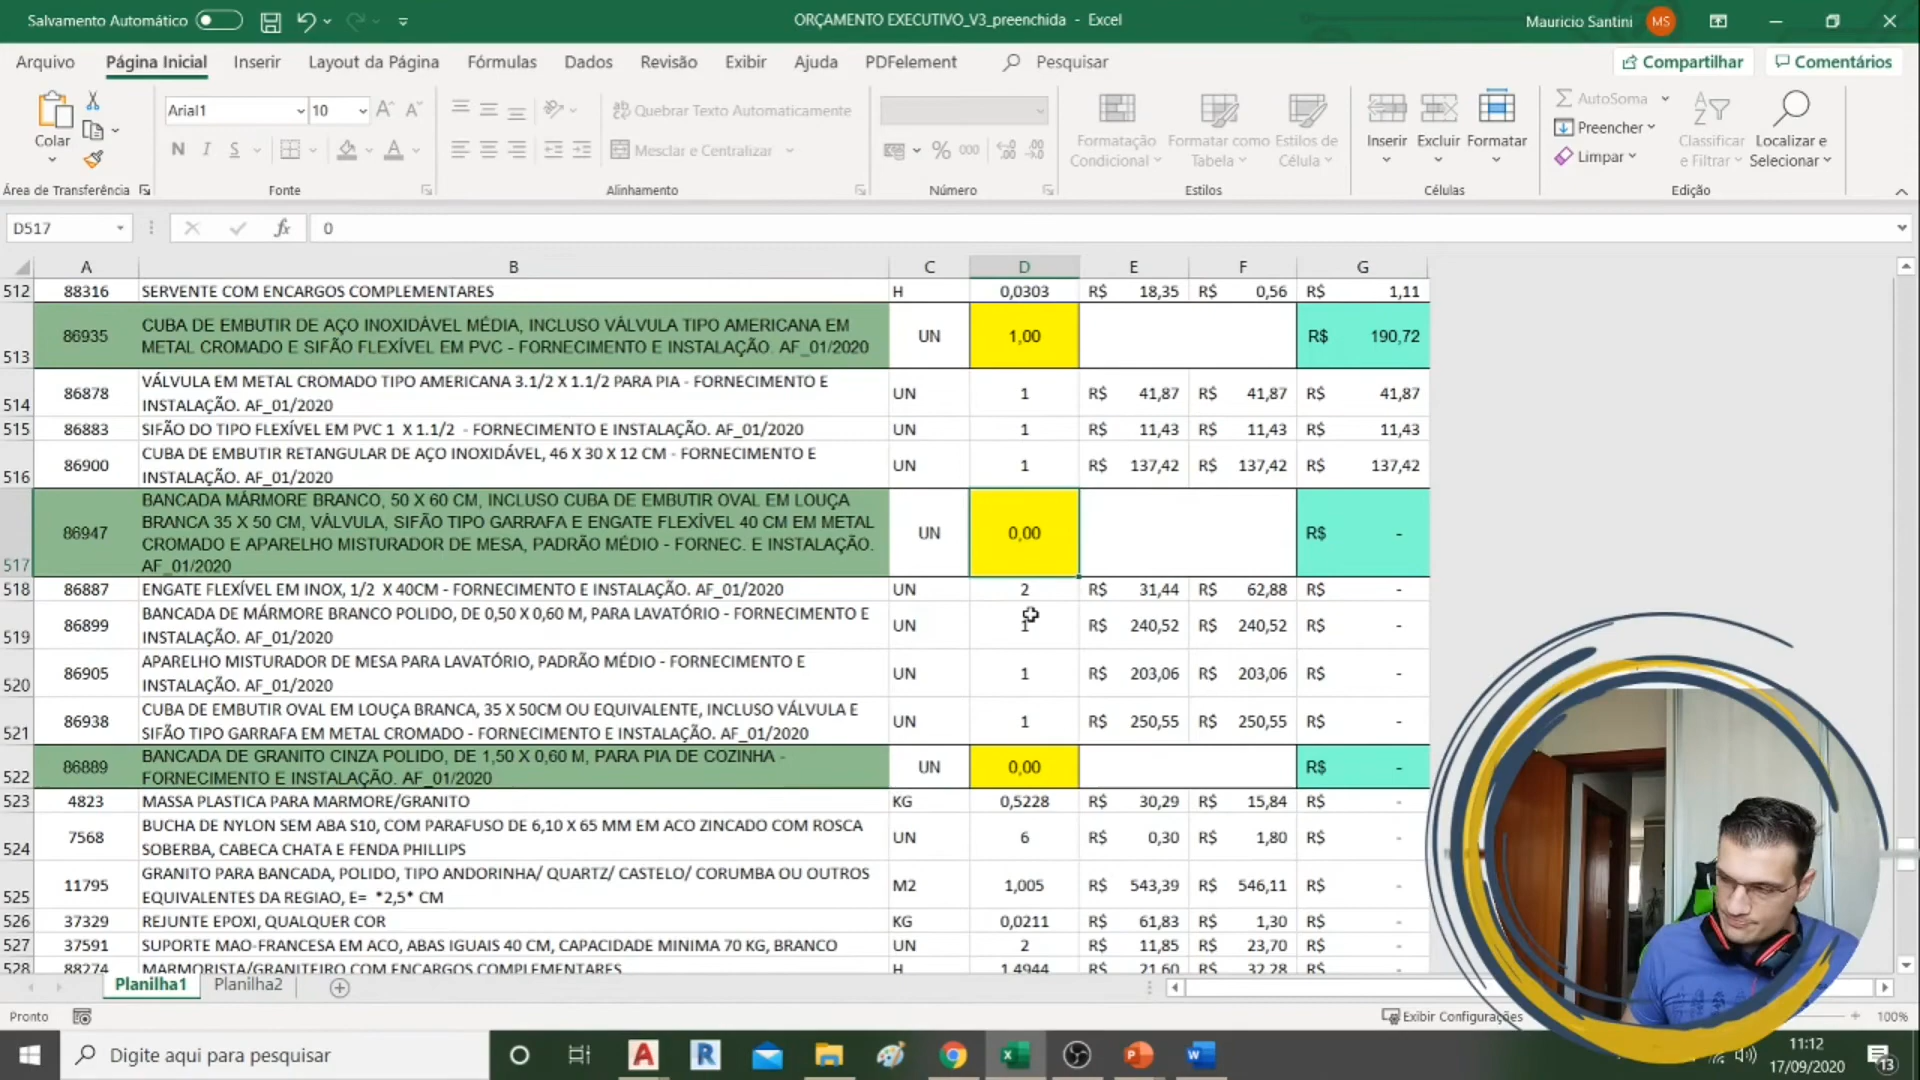 Salvamento Automático
ORÇAMENTO EXECUTIVO_V3_preenchida - Excel
Mauricio Santini MS
Arquivo Página Inicial Inserir Layout da Página Fórmulas Dados Revisão Exibir Ajuda PDFelement Pesquisar Compartilhar Comentários
Colar
Arial1 10
Quebrar Texto Automaticamente
N I S
Mesclar e Centralizar
% 000
Formatação Condicional
Formatar como Tabela
Estilos de Célula
Inserir Excluir Formatar
AutoSoma
Preencher
Limpar
Classificar e Filtrar
Localizar e Selecionar
Área de Transferência Fonte Alinhamento Número Estilos Células Edição
D517 fx 0
A B C D E F G
512 88316 SERVENTE COM ENCARGOS COMPLEMENTARES H 0,0303 R$ 18,35 R$ 0,56 R$ 1,11
513 86935 CUBA DE EMBUTIR DE AÇO INOXIDÁVEL MÉDIA, INCLUSO VÁLVULA TIPO AMERICANA EM
METAL CROMADO E SIFÃO FLEXÍVEL EM PVC - FORNECIMENTO E INSTALAÇÃO. AF_01/2020 UN 1,00 R$ 190,72
514 86878 VÁLVULA EM METAL CROMADO TIPO AMERICANA 3.1/2 X 1.1/2 PARA PIA - FORNECIMENTO E
INSTALAÇÃO. AF_01/2020 UN 1 R$ 41,87 R$ 41,87 R$ 41,87
515 86883 SIFÃO DO TIPO FLEXÍVEL EM PVC 1 X 1.1/2 - FORNECIMENTO E INSTALAÇÃO. AF_01/2020 UN 1 R$ 11,43 R$ 11,43 R$ 11,43
516 86900 CUBA DE EMBUTIR RETANGULAR DE AÇO INOXIDÁVEL, 46 X 30 X 12 CM - FORNECIMENTO E
INSTALAÇÃO. AF_01/2020 UN 1 R$ 137,42 R$ 137,42 R$ 137,42
517 86947 BANCADA MÁRMORE BRANCO, 50 X 60 CM, INCLUSO CUBA DE EMBUTIR OVAL EM LOUÇA
BRANCA 35 X 50 CM, VÁLVULA, SIFÃO TIPO GARRAFA E ENGATE FLEXÍVEL 40 CM EM METAL
CROMADO E APARELHO MISTURADOR DE MESA, PADRÃO MÉDIO - FORNEC. E INSTALAÇÃO.
AF_01/2020 UN 0,00 R$ -
518 86887 ENGATE FLEXÍVEL EM INOX, 1/2 X 40CM - FORNECIMENTO E INSTALAÇÃO. AF_01/2020 UN 2 R$ 31,44 R$ 62,88 R$ -
519 86899 BANCADA DE MÁRMORE BRANCO POLIDO, DE 0,50 X 0,60 M, PARA LAVATÓRIO - FORNECIMENTO E
INSTALAÇÃO. AF_01/2020 UN 1 R$ 240,52 R$ 240,52 R$ -
520 86905 APARELHO MISTURADOR DE MESA PARA LAVATÓRIO, PADRÃO MÉDIO - FORNECIMENTO E
INSTALAÇÃO. AF_01/2020 UN 1 R$ 203,06 R$ 203,06 R$ -
521 86938 CUBA DE EMBUTIR OVAL EM LOUÇA BRANCA, 35 X 50CM OU EQUIVALENTE, INCLUSO VÁLVULA E
SIFÃO TIPO GARRAFA EM METAL CROMADO - FORNECIMENTO E INSTALAÇÃO. AF_01/2020 UN 1 R$ 250,55 R$ 250,55 R$ -
522 86889 BANCADA DE GRANITO CINZA POLIDO, DE 1,50 X 0,60 M, PARA PIA DE COZINHA -
FORNECIMENTO E INSTALAÇÃO. AF_01/2020 UN 0,00 R$ -
523 4823 MASSA PLASTICA PARA MARMORE/GRANITO KG 0,5228 R$ 30,29 R$ 15,84 R$ -
524 7568 BUCHA DE NYLON SEM ABA S10, COM PARAFUSO DE 6,10 X 65 MM EM ACO ZINCADO COM ROSCA
SOBERBA, CABECA CHATA E FENDA PHILLIPS UN 6 R$ 0,30 R$ 1,80 R$ -
525 11795 GRANITO PARA BANCADA, POLIDO, TIPO ANDORINHA/ QUARTZ/ CASTELO/ CORUMBA OU OUTROS
EQUIVALENTES DA REGIAO, E= *2,5* CM M2 1,005 R$ 543,39 R$ 546,11 R$ -
526 37329 REJUNTE EPOXI, QUALQUER COR KG 0,0211 R$ 61,83 R$ 1,30 R$ -
527 37591 SUPORTE MAO-FRANCESA EM ACO, ABAS IGUAIS 40 CM, CAPACIDADE MINIMA 70 KG, BRANCO UN 2 R$ 11,85 R$ 23,70 R$ -
528 88274 MARMORISTA/GRANITEIRO COM ENCARGOS COMPLEMENTARES H 1,4944 R$ 21,60 R$ 32,28 R$ -
Planilha1 Planilha2
Pronto Exibir Configurações 100%
Digite aqui para pesquisar
11:12
17/09/2020
13